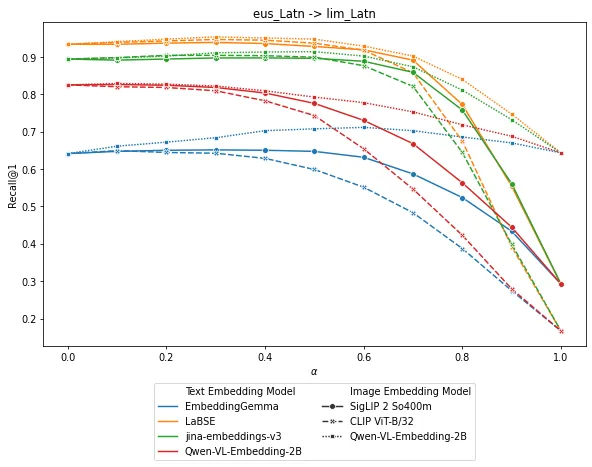 eus_Latn -> lim_Latn
Recall@1
0.9
0.8
0.7
0.6
0.5
0.4
0.3
0.2
0.0 0.2 0.4 0.6 0.8 1.0
α
Text Embedding Model
EmbeddingGemma
LaBSE
jina-embeddings-v3
Qwen-VL-Embedding-2B
Image Embedding Model
SigLIP 2 So400m
CLIP ViT-B/32
Qwen-VL-Embedding-2B